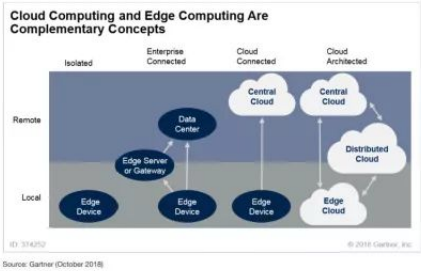 Cloud Computing and Edge Computing Are
Complementary Concepts
Isolated
Enterprise
Connected
Cloud
Connected
Cloud
Architected
Remote
Central
Cloud
Central
Cloud
Data
Center
Distributed
Cloud
Edge Server
or Gateway
Local
Edge
Device
Edge
Device
Edge
Device
Edge
Cloud
ID: 374252
© 2018 Gartner, Inc.
Source: Gartner (October 2018)